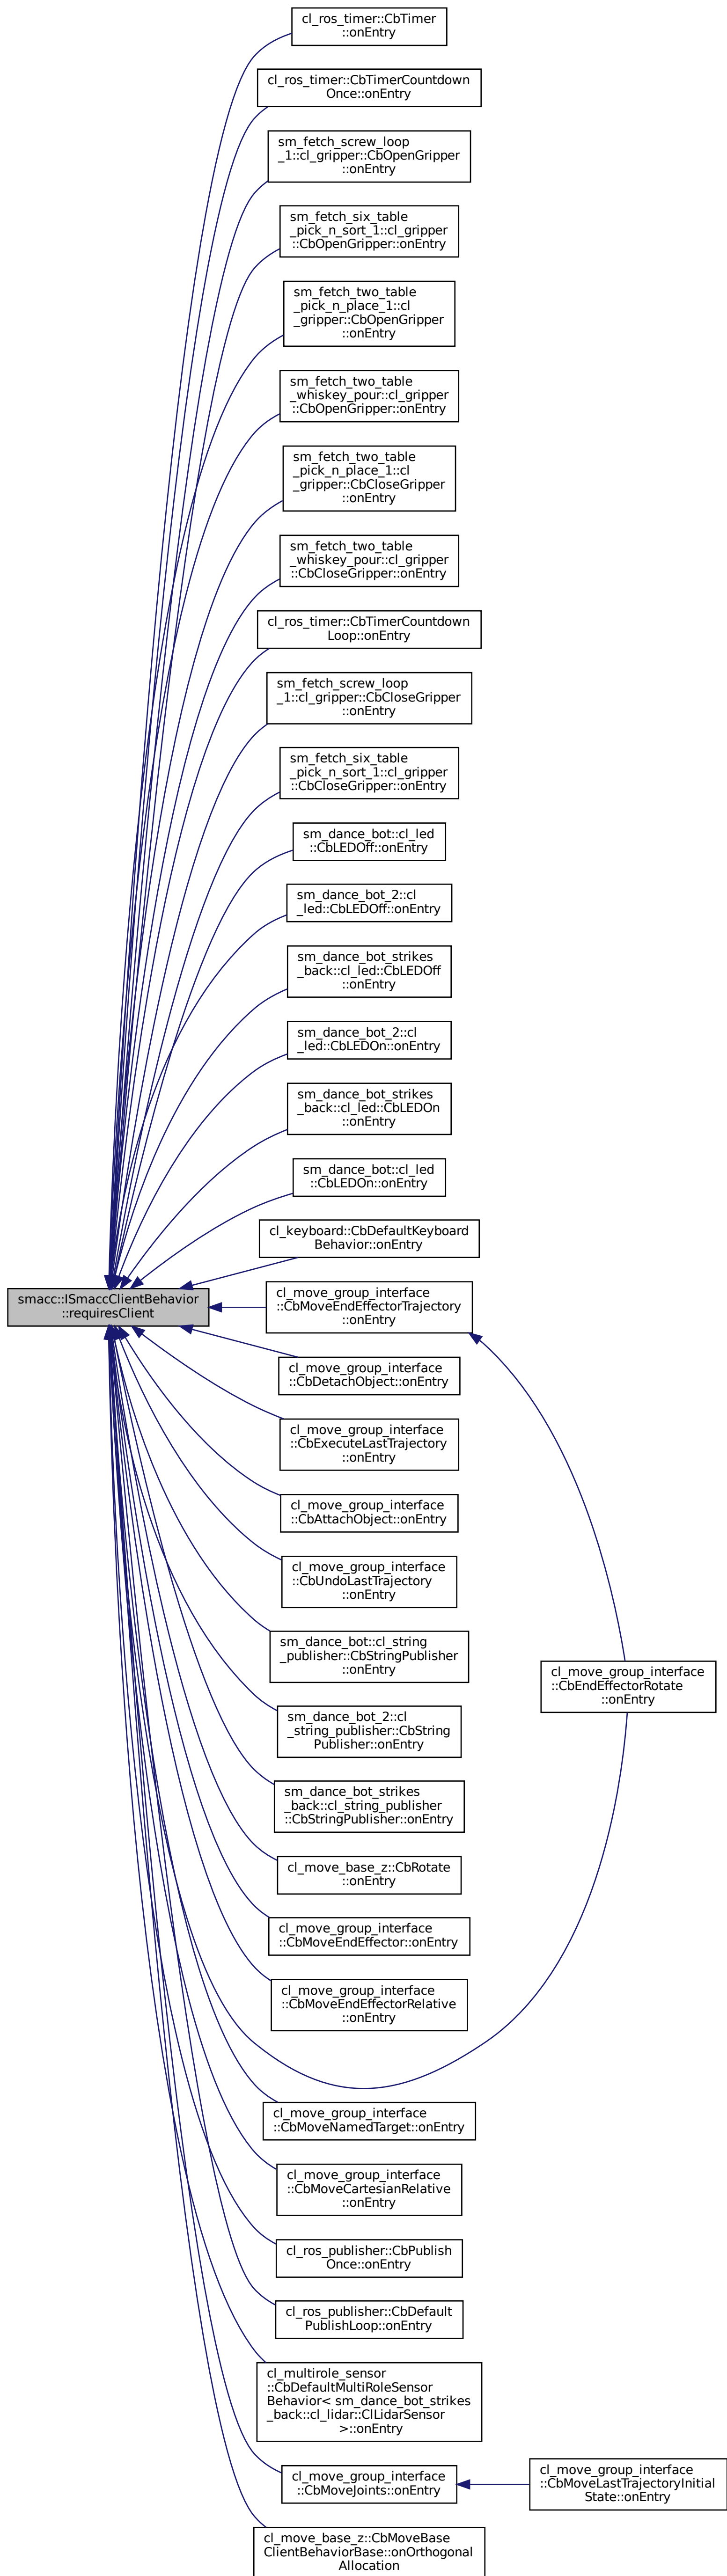 cl_ros_timer::CbTimer
::onEntry
cl_ros_timer::CbTimerCountdown
Once::onEntry
sm_fetch_screw_loop
_1::cl_gripper::CbOpenGripper
::onEntry
sm_fetch_six_table
_pick_n_sort_1::cl_gripper
::CbOpenGripper::onEntry
sm_fetch_two_table
_pick_n_place_1::cl
_gripper::CbOpenGripper
::onEntry
sm_fetch_two_table
_whiskey_pour::cl_gripper
::CbOpenGripper::onEntry
sm_fetch_two_table
_pick_n_place_1::cl
_gripper::CbCloseGripper
::onEntry
sm_fetch_two_table
_whiskey_pour::cl_gripper
::CbCloseGripper::onEntry
cl_ros_timer::CbTimerCountdown
Loop::onEntry
sm_fetch_screw_loop
_1::cl_gripper::CbCloseGripper
::onEntry
sm_fetch_six_table
_pick_n_sort_1::cl_gripper
::CbCloseGripper::onEntry
sm_dance_bot::cl_led
::CbLEDOff::onEntry
sm_dance_bot_2::cl
_led::CbLEDOff::onEntry
sm_dance_bot_strikes
_back::cl_led::CbLEDOff
::onEntry
sm_dance_bot_2::cl
_led::CbLEDOn::onEntry
sm_dance_bot_strikes
_back::cl_led::CbLEDOn
::onEntry
sm_dance_bot::cl_led
::CbLEDOn::onEntry
cl_keyboard::CbDefaultKeyboard
Behavior::onEntry
smacc::ISmaccClientBehavior
::requiresClient
cl_move_group_interface
::CbMoveEndEffectorTrajectory
::onEntry
cl_move_group_interface
::CbDetachObject::onEntry
cl_move_group_interface
::CbExecuteLastTrajectory
::onEntry
cl_move_group_interface
::CbAttachObject::onEntry
cl_move_group_interface
::CbUndoLastTrajectory
::onEntry
sm_dance_bot::cl_string
_publisher::CbStringPublisher
::onEntry
cl_move_group_interface
::CbEndEffectorRotate
::onEntry
sm_dance_bot_2::cl
_string_publisher::CbString
Publisher::onEntry
sm_dance_bot_strikes
_back::cl_string_publisher
::CbStringPublisher::onEntry
cl_move_base_z::CbRotate
::onEntry
cl_move_group_interface
::CbMoveEndEffector::onEntry
cl_move_group_interface
::CbMoveEndEffectorRelative
::onEntry
cl_move_group_interface
::CbMoveNamedTarget::onEntry
cl_move_group_interface
::CbMoveCartesianRelative
::onEntry
cl_ros_publisher::CbPublish
Once::onEntry
cl_ros_publisher::CbDefault
PublishLoop::onEntry
cl_multirole_sensor
::CbDefaultMultiRoleSensor
Behavior< sm_dance_bot_strikes
_back::cl_lidar::ClLidarSensor
 >::onEntry
cl_move_group_interface
::CbMoveJoints::onEntry
cl_move_group_interface
::CbMoveLastTrajectoryInitial
State::onEntry
cl_move_base_z::CbMoveBase
ClientBehaviorBase::onOrthogonal
Allocation